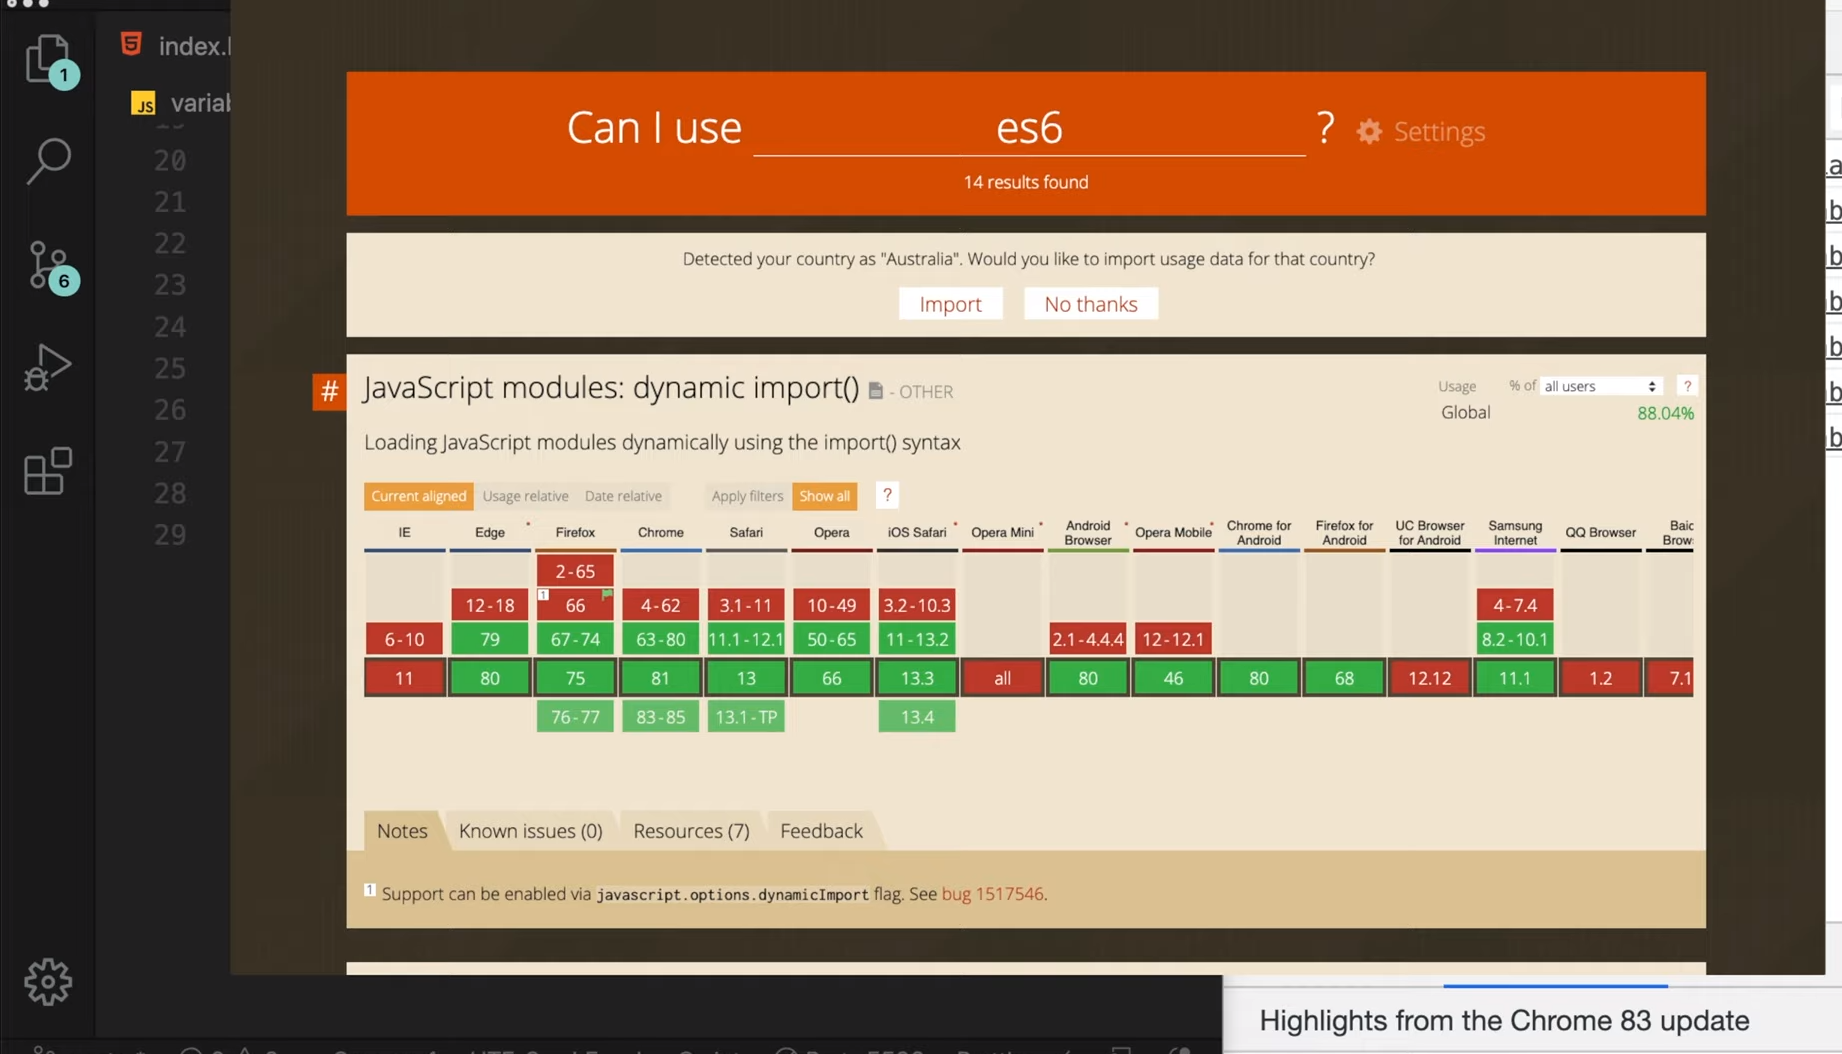 1
index.
JS variab
20
21
22
6
23
24
25
26
27
28
29
Can I use es6 ? Settings
14 results found
Detected your country as "Australia". Would you like to import usage data for that country?
Import No thanks
# JavaScript modules: dynamic import() - OTHER
Usage % of all users ?
Global 88.04%
Loading JavaScript modules dynamically using the import() syntax
Current aligned Usage relative Date relative Apply filters Show all ?
IE Edge * Firefox Chrome Safari Opera iOS Safari * Opera Mini * Android Browser * Opera Mobile * Chrome for Android Firefox for Android UC Browser for Android Samsung Internet QQ Browser
2-65
12-18 1 66 4-62 3.1-11 10-49 3.2-10.3 4-7.4
6-10 79 67-74 63-80 11.1-12.1 50-65 11-13.2 2.1-4.4.4 12-12.1 8.2-10.1
11 80 75 81 13 66 13.3 all 80 46 80 68 12.12 11.1 1.2 7.1
76-77 83-85 13.1-TP 13.4
Notes Known issues (0) Resources (7) Feedback
1 Support can be enabled via javascript.options.dynamicImport flag. See bug 1517546.
Highlights from the Chrome 83 update